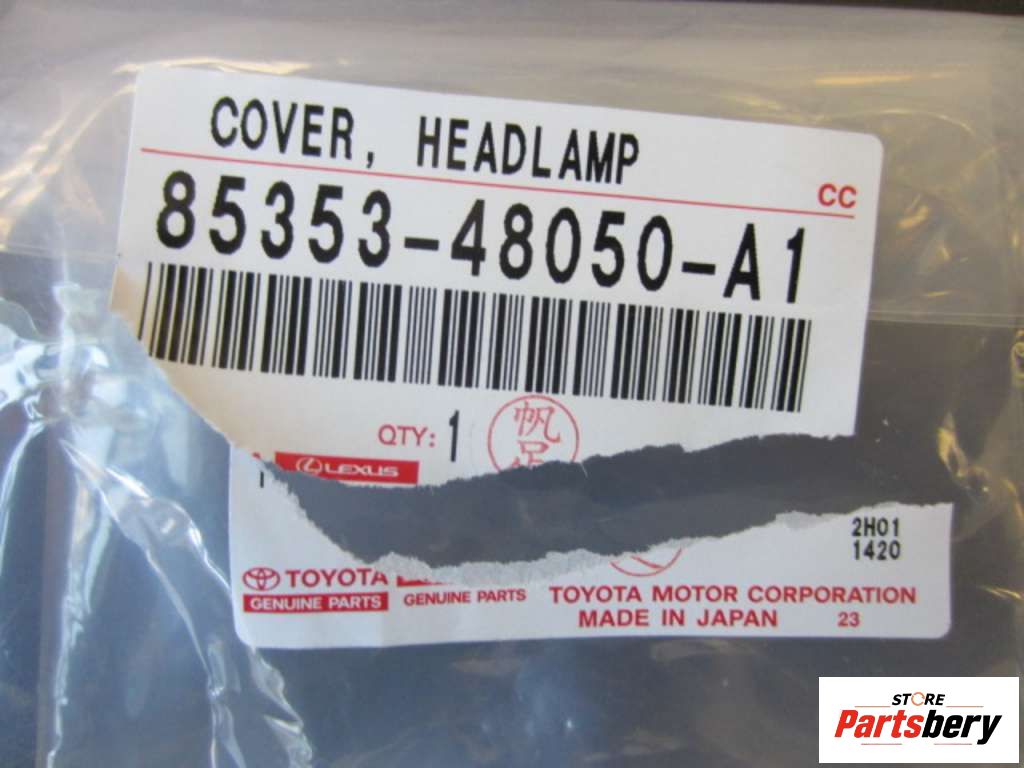 COVER, HEADLAMP
CC
85353-48050-A1
QTY: 1
帆
LEXUS
2H01
1420
TOYOTA
GENUINE PARTS
GENUINE PARTS
TOYOTA MOTOR CORPORATION
MADE IN JAPAN 23
STORE
Partsbery